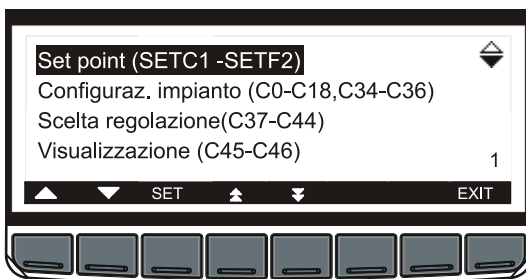 Set point (SETC1 -SETF2)
Configuraz. impianto (C0-C18,C34-C36)
Scelta regolazione(C37-C44)
Visualizzazione (C45-C46)
1
SET EXIT